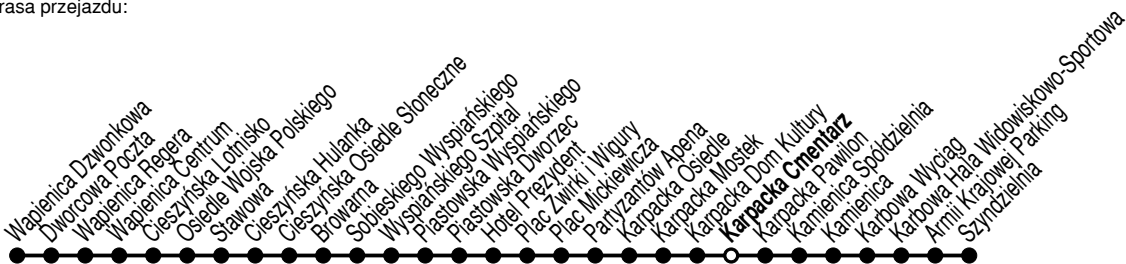 rasa przejazdu:
Wapienica Dzwonkowa
Dworcowa Poczta
Wapienica Regera
Wapienica Centrum
Cieszyńska Lotnisko
Osiedle Wojska Polskiego
Stawowa
Cieszyńska Hulanka
Cieszyńska Osiedle Słoneczne
Browarna
Sobieskiego Wyspiańskiego
Wyspiańskiego Szpital
Piastowska Wyspiańskiego
Piastowska Dworzec
Hotel Prezydent
Plac Żwirki i Wigury
Plac Mickiewicza
Partyzantów Apena
Karpacka Osiedle
Karpacka Mostek
Karpacka Dom Kultury
Karpacka Cmentarz
Karpacka Pawilon
Kamienica Spółdzielnia
Kamienica
Karbowa Wyciąg
Karbowa Hala Widowiskowo-Sportowa
Armii Krajowej Parking
Szyndzielnia